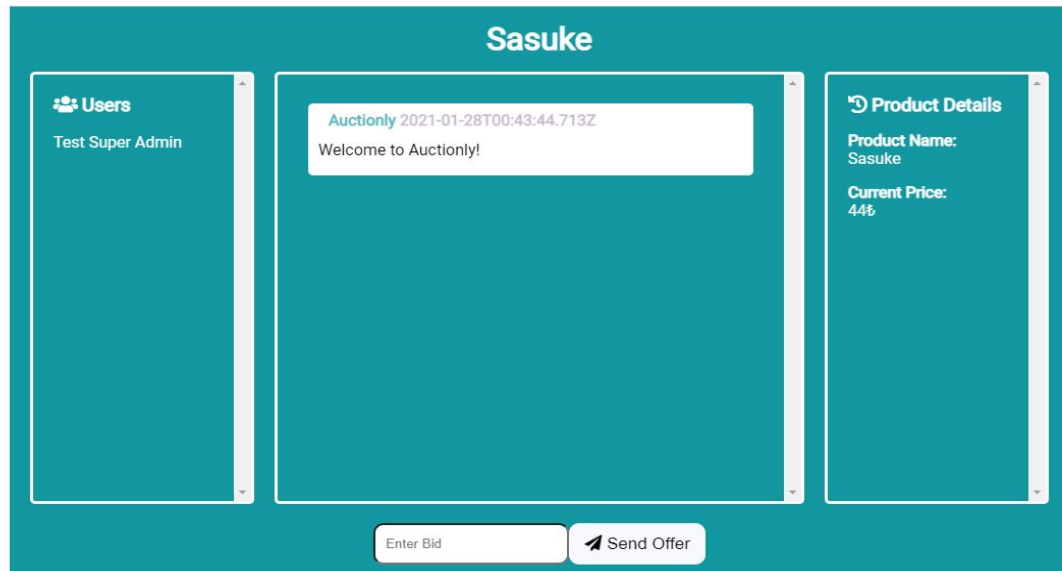 Sasuke
Users
Test Super Admin
Auctionly 2021-01-28T00:43:44.713Z
Welcome to Auctionly!
Product Details
Product Name:
Sasuke
Current Price:
44₺
Enter Bid
Send Offer